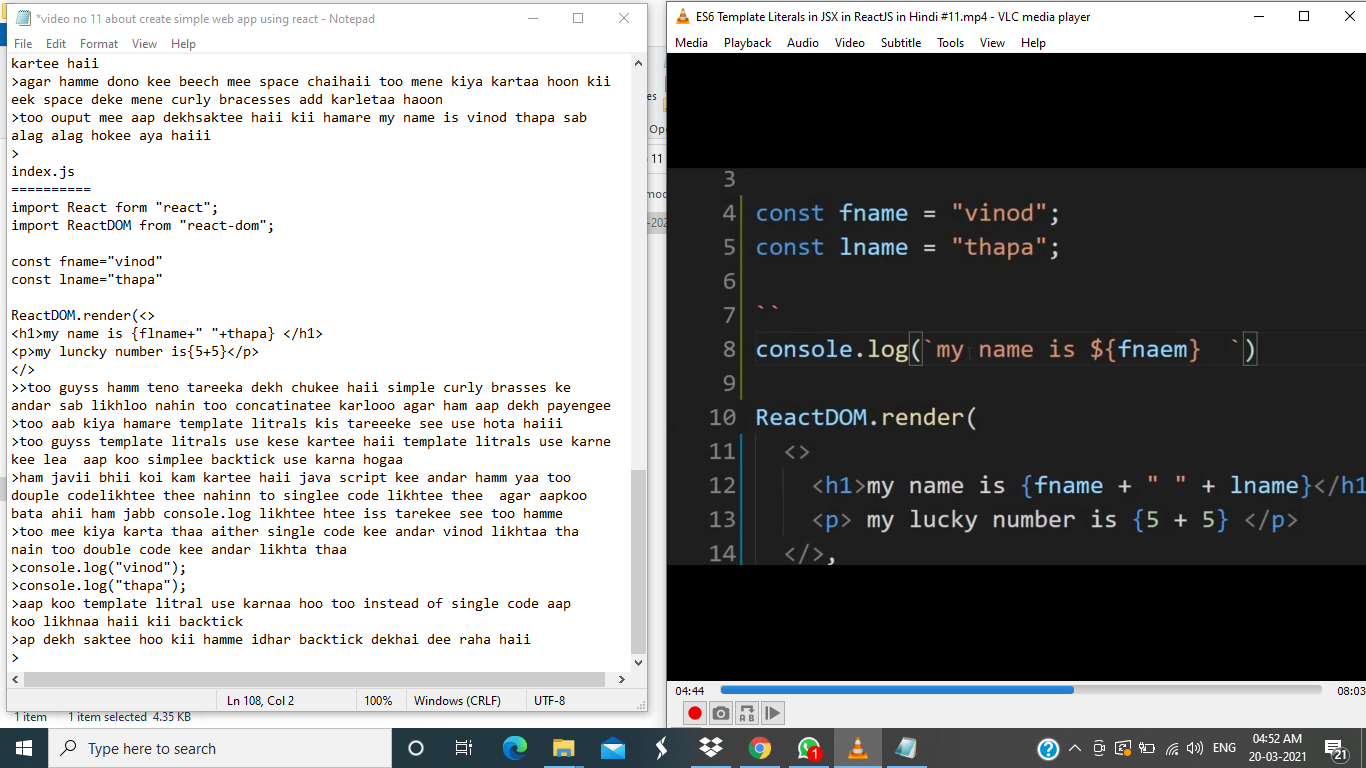 *video no 11 about create simple web app using react - Notepad
File Edit Format View Help
kartee haii
>agar hamme dono kee beech mee space chaihaii too mene kiya kartaa hoon kii
eek space deke mene curly bracesses add karletaa haoon
>too ouput mee aap dekhsaktee haii kii hamare my name is vinod thapa sab
alag alag hokee aya haiii
>
index.js
==========
import React form "react";
import ReactDOM from "react-dom";
const fname="vinod"
const lname="thapa"
ReactDOM.render(<>
<h1>my name is {flname+" "+thapa} </h1>
<p>my luncky number is{5+5}</p>
</>
>>too guyss hamm teno tareeka dekh chukee haii simple curly brasses ke
andar sab likhloo nahin too concatinatee karlooo agar ham aap dekh payengee
>too aab kiya hamare template litrals kis tareeeke see use hota haiii
>too guyss template litrals use kese kartee haii template litrals use karne
kee lea  aap koo simplee backtick use karna hogaa
>ham javii bhii koi kam kartee haii java script kee andar hamm yaa too
douple codelikhtee thee nahinn to singlee code likhtee thee  agar aapkoo
bata ahii ham jabb console.log likhtee htee iss tarekee see too hamme
>too mee kiya karta thaa aither single code kee andar vinod likhtaa tha
nain too double code kee andar likhta thaa
>console.log("vinod");
>console.log("thapa");
>aap koo template litral use karnaa hoo too instead of single code aap
koo likhnaa haii kii backtick
>ap dekh saktee hoo kii hamme idhar backtick dekhai dee raha haii
>
Ln 108, Col 2 100% Windows (CRLF) UTF-8
1 item 1 item selected 4.35 KB
es
Ope
11
mod
-202
ES6 Template Literals in JSX in ReactJS in Hindi #11.mp4 - VLC media player
Media Playback Audio Video Subtitle Tools View Help
3
4 const fname = "vinod";
5 const lname = "thapa";
6
7 ``
8 console.log(`my name is ${fnaem}  `)
9
10 ReactDOM.render(
11 <>
12 <h1>my name is {fname + " " + lname}</h1
13 <p> my lucky number is {5 + 5} </p>
14 </>,
04:44 08:03
A B
Type here to search
1
ENG
04:52 AM
20-03-2021
21